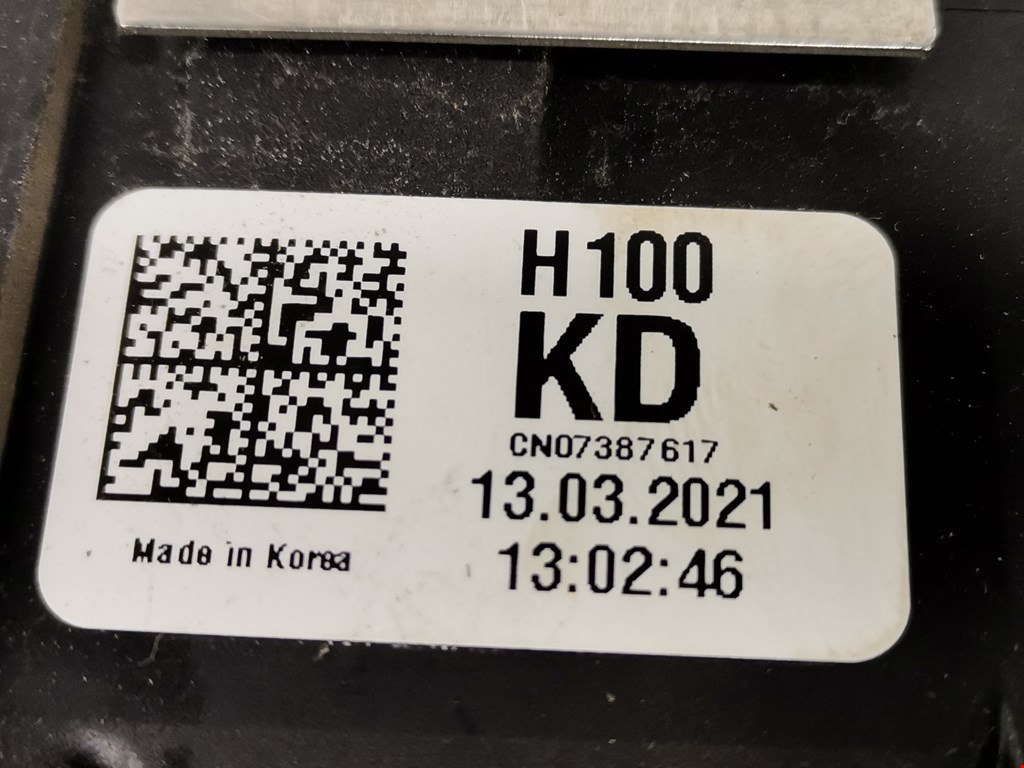 H100
KD
CN07387617
13.03.2021
13:02:46
Made in Korea